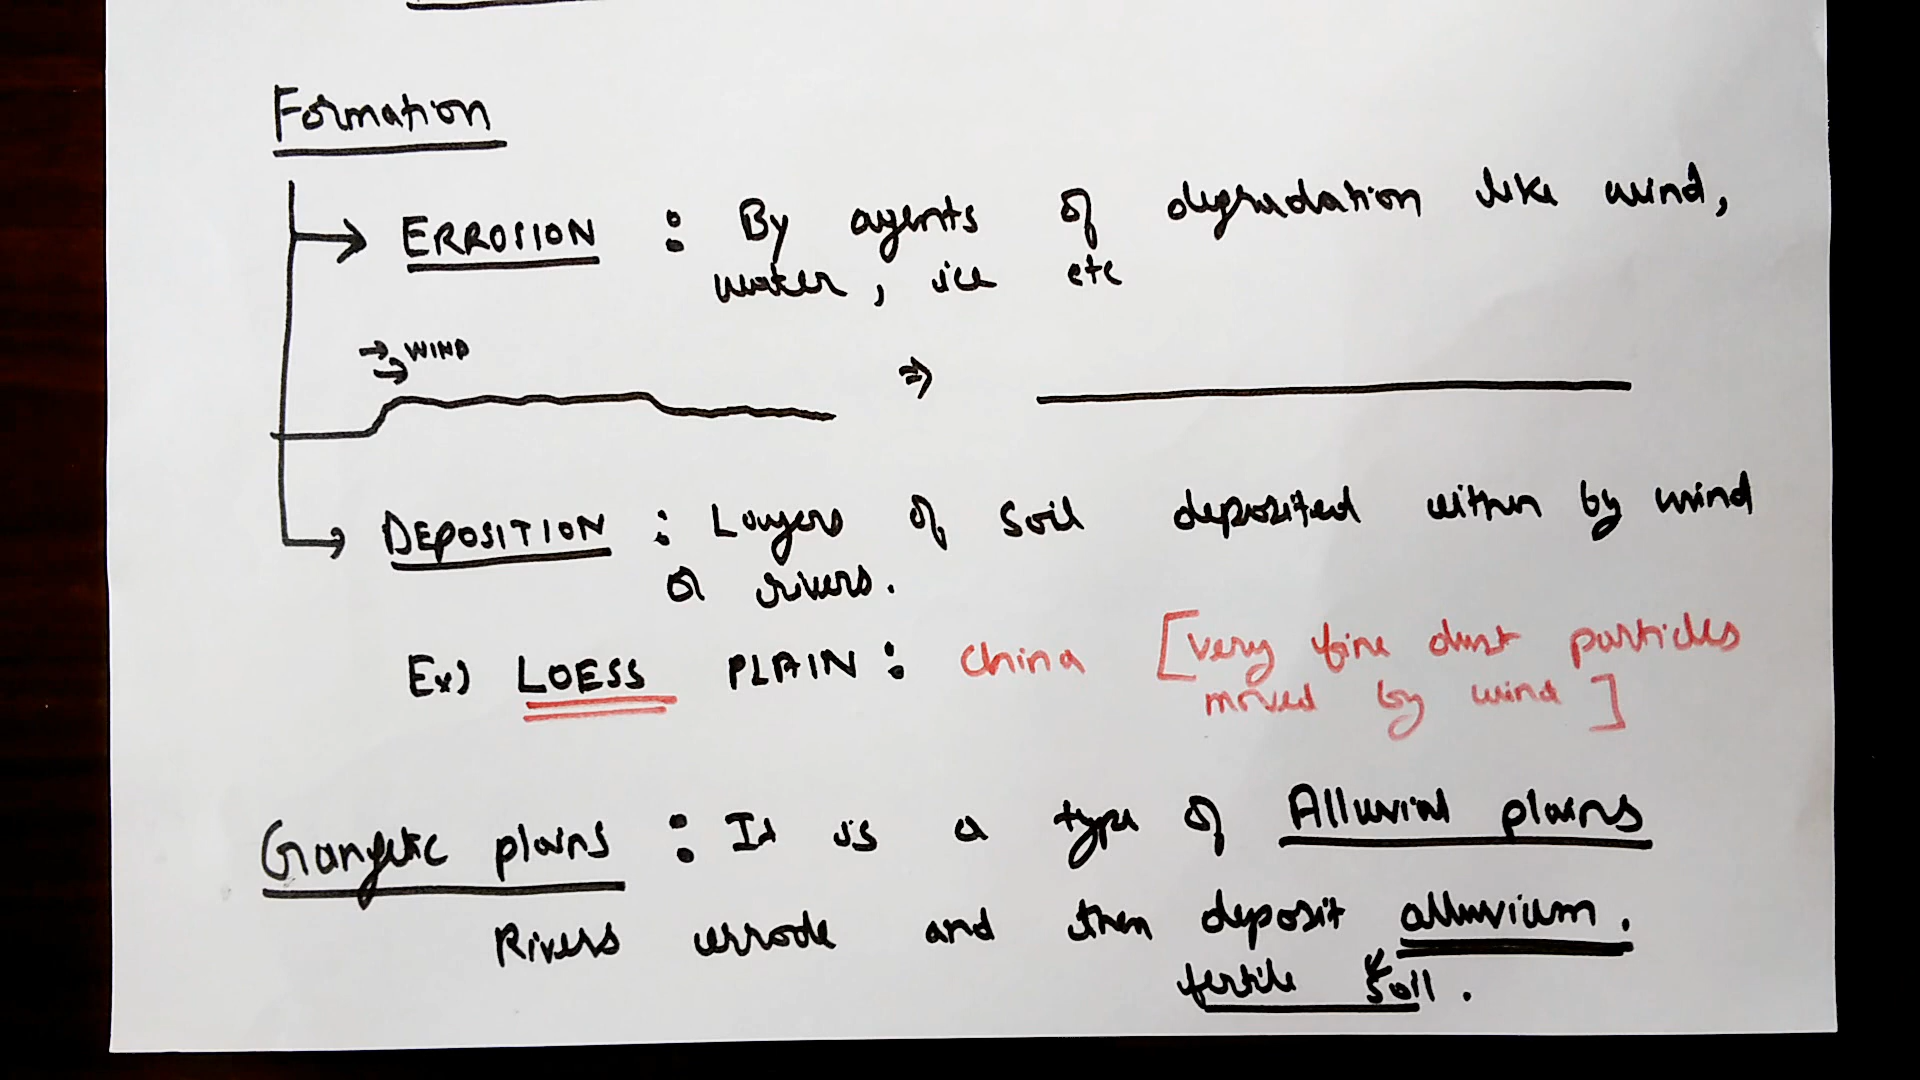 Formation
ERROSION : By agents of degradation like wind,
water, ice etc
WIND
DEPOSITION : Layers of soil deposited either by wind
or rivers.
Ex) LOESS PLAIN : China [very fine dust particles
moved by wind]
Gangetic plains : It is a type of Alluvial plains
Rivers errode and then deposit alluvium.
fertile soil.